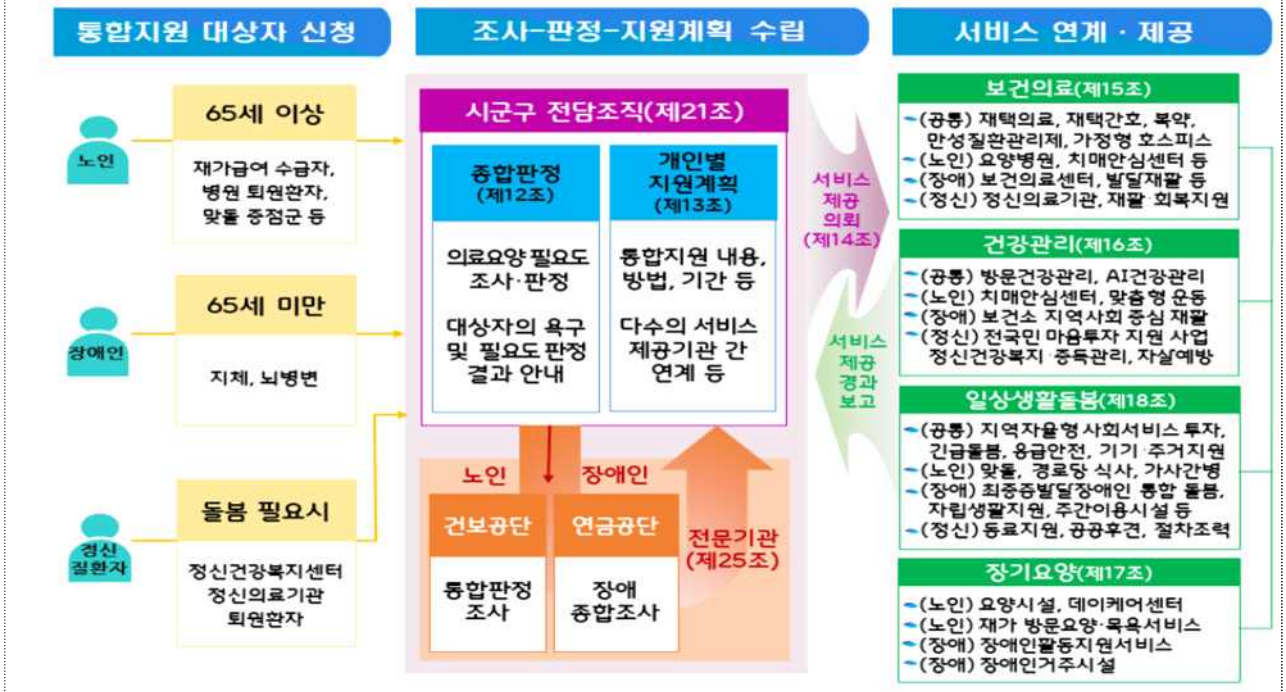 통합지원 대상자 신청
조사-판정-지원계획 수립
서비스 연계·제공
노인
65세 이상
재가급여 수급자,
병원 퇴원환자,
맞돌 중점군 등
장애인
65세 미만
지체, 뇌병변
정신
질환자
돌봄 필요시
정신건강복지센터
정신의료기관
퇴원환자
시군구 전담조직(제21조)
종합판정
(제12조)
의료요양 필요도
조사·판정
대상자의 욕구
및 필요도 판정
결과 안내
개인별
지원계획
(제13조)
통합지원 내용,
방법, 기간 등
다수의 서비스
제공기관 간
연계 등
노인
장애인
건보공단
통합판정
조사
연금공단
장애
종합조사
전문기관
(제25조)
서비스
제공
의뢰
(제14조)
서비스
제공
경과
보고
보건의료(제15조)
(공통) 재택의료, 재택간호, 복약,
만성질환관리제, 가정형 호스피스
(노인) 요양병원, 치매안심센터 등
(장애) 보건의료센터, 발달재활 등
(정신) 정신의료기관, 재활·회복지원
건강관리(제16조)
(공통) 방문건강관리, AI건강관리
(노인) 치매안심센터, 맞춤형 운동
(장애) 보건소 지역사회 중심 재활
(정신) 전국민 마음투자 지원 사업
정신건강복지·중독관리, 자살예방
일상생활돌봄(제18조)
(공통) 지역자율형 사회서비스 투자,
긴급돌봄, 응급안전, 기기·주거지원
(노인) 맞돌, 경로당 식사, 가사간병
(장애) 최중증발달장애인 통합 돌봄,
자립생활지원, 주간이용시설 등
(정신) 동료지원, 공공후견, 절차조력
장기요양(제17조)
(노인) 요양시설, 데이케어센터
(노인) 재가 방문요양·목욕서비스
(장애) 장애인활동지원서비스
(장애) 장애인거주시설